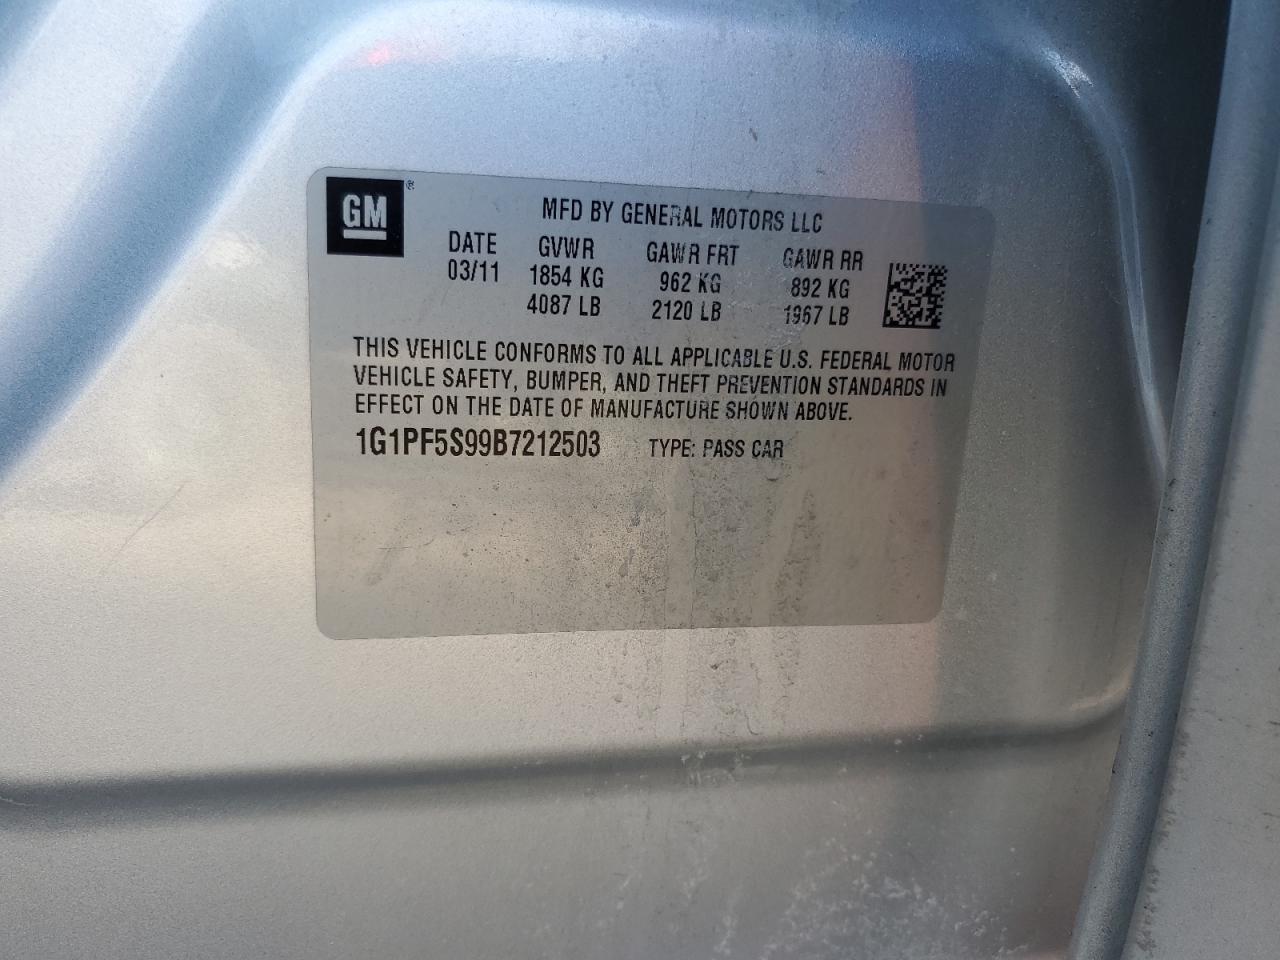 GM®
MFD BY GENERAL MOTORS LLC
DATE GVWR GAWR FRT GAWR RR
03/11 1854 KG 962 KG 892 KG
4087 LB 2120 LB 1967 LB
THIS VEHICLE CONFORMS TO ALL APPLICABLE U.S. FEDERAL MOTOR
VEHICLE SAFETY, BUMPER, AND THEFT PREVENTION STANDARDS IN
EFFECT ON THE DATE OF MANUFACTURE SHOWN ABOVE.
1G1PF5S99B7212503 TYPE: PASS CAR